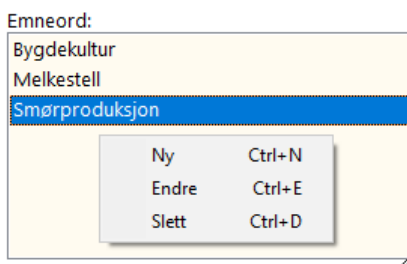 Emneord:
Bygdekultur
Melkestell
Smørproduksjon
Ny Ctrl+N
Endre Ctrl+E
Slett Ctrl+D